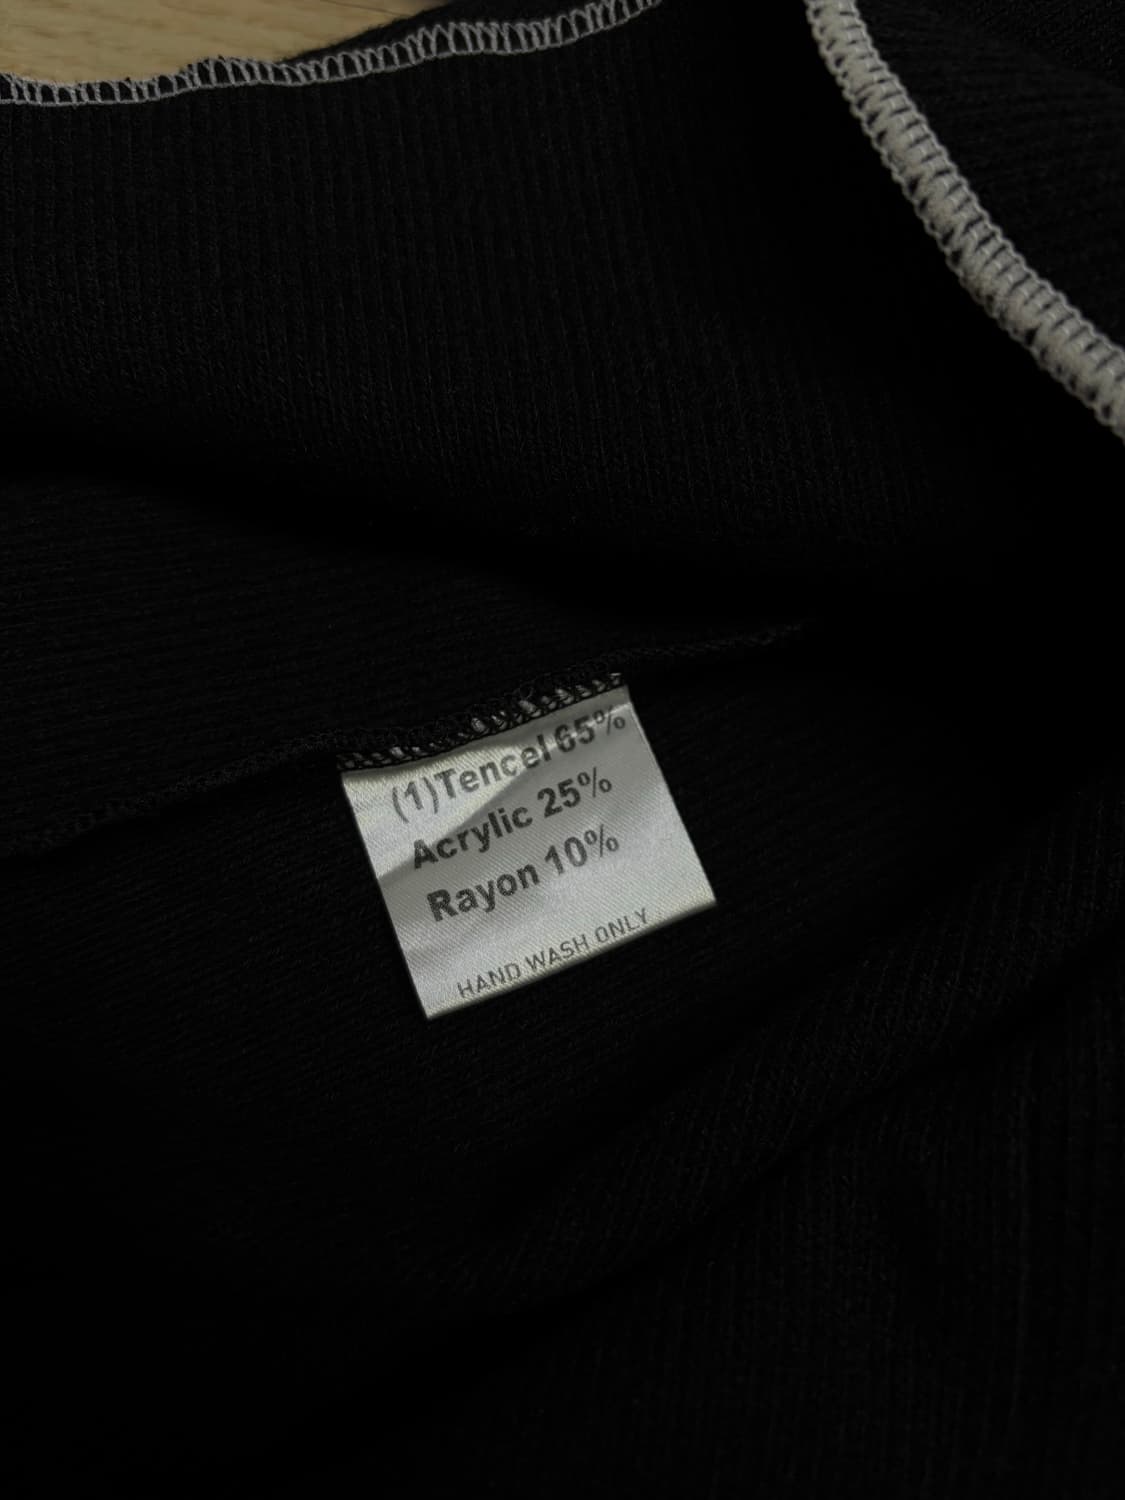 (1)Tencel 65%
Acrylic 25%
Rayon 10%
HAND WASH ONLY